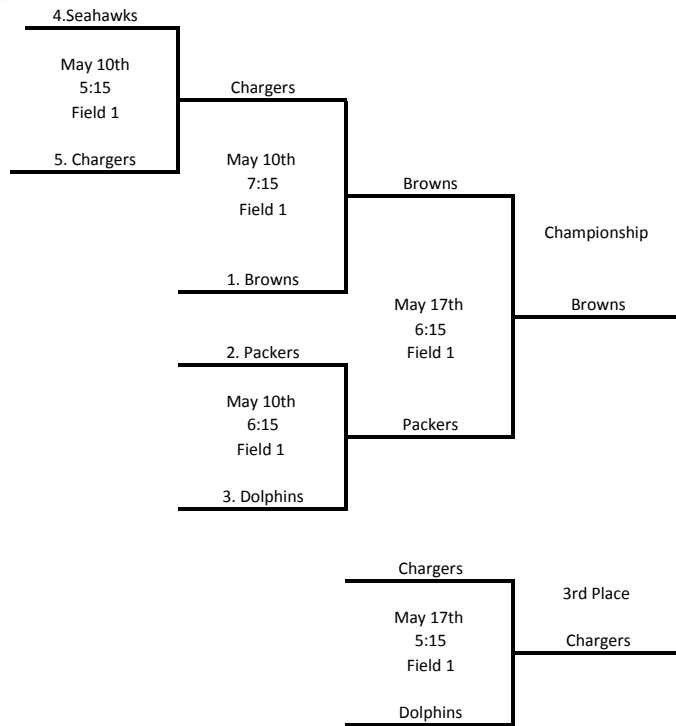 4.Seahawks
May 10th
5:15
Field 1
5. Chargers
Chargers
May 10th
7:15
Field 1
1. Browns
Browns
Championship
Browns
May 17th
6:15
Field 1
2. Packers
May 10th
6:15
Field 1
3. Dolphins
Packers
Chargers
May 17th
5:15
Field 1
Dolphins
3rd Place
Chargers